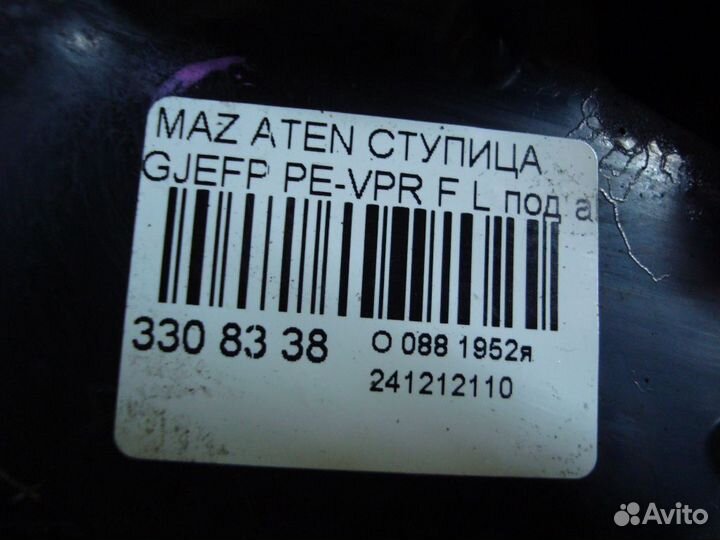 MAZ ATEN СТУПИЦА
GJEFP PE-VPR F L под a
330 83 38
O 088 1952я
241212110
Avito